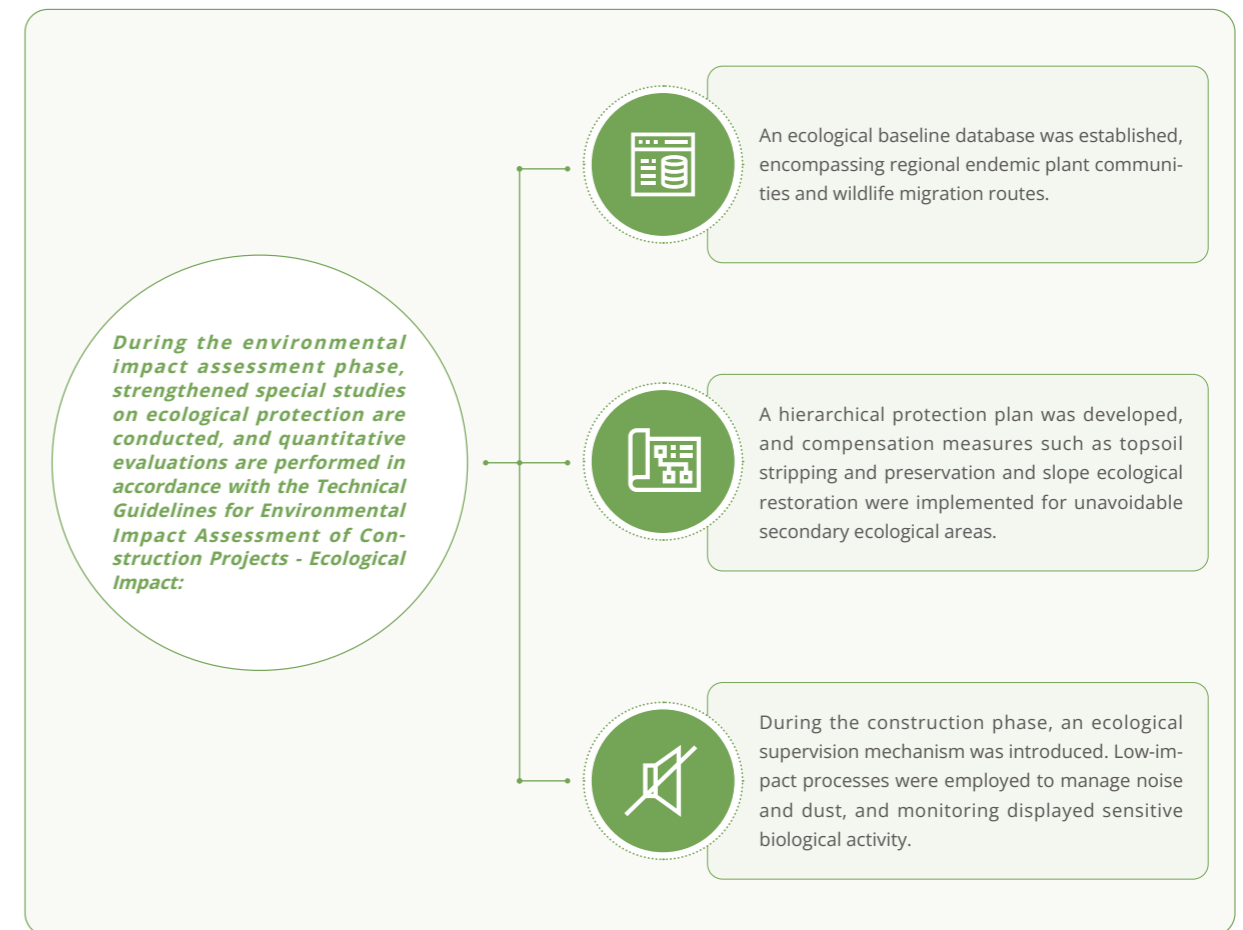 During the environmental
impact assessment phase,
strengthened special studies
on ecological protection are
conducted, and quantitative
evaluations are performed in
accordance with the Technical
Guidelines for Environmental
Impact Assessment of Con-
struction Projects - Ecological
Impact:
An ecological baseline database was established,
encompassing regional endemic plant communi-
ties and wildlife migration routes.
A hierarchical protection plan was developed,
and compensation measures such as topsoil
stripping and preservation and slope ecological
restoration were implemented for unavoidable
secondary ecological areas.
During the construction phase, an ecological
supervision mechanism was introduced. Low-im-
pact processes were employed to manage noise
and dust, and monitoring displayed sensitive
biological activity.